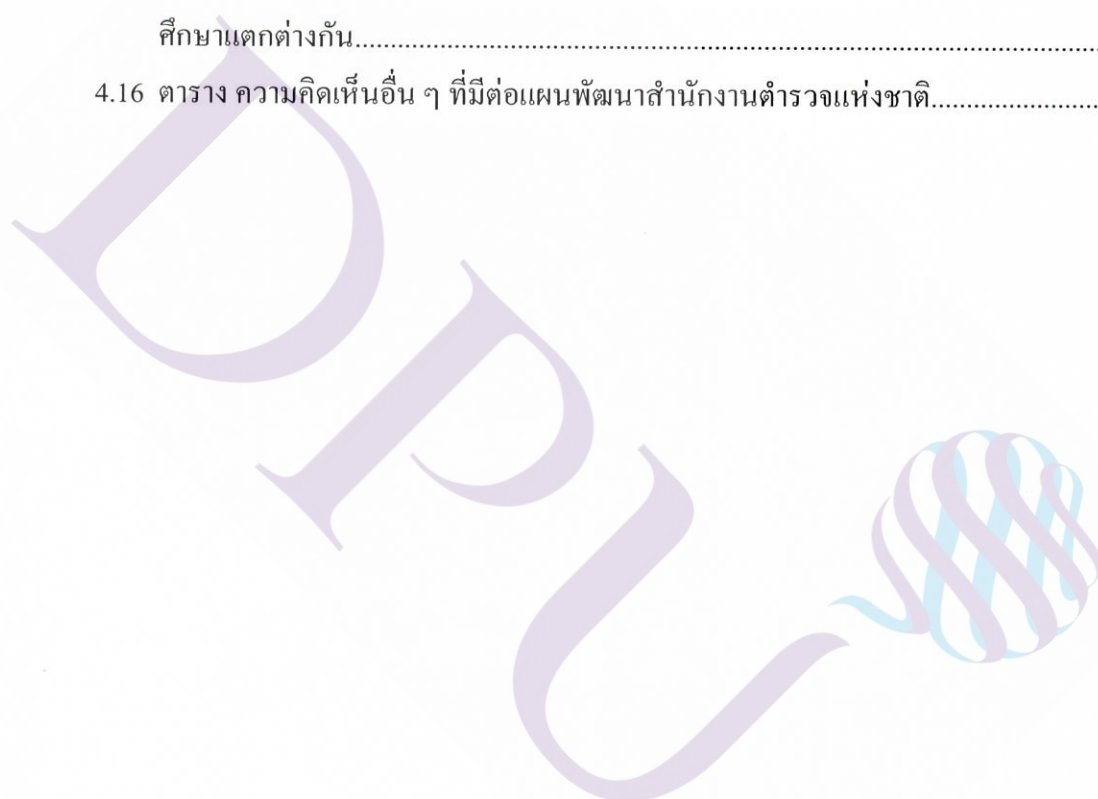 ศึกษาแตกต่างกัน........................................................................................................
4.16 ตาราง ความคิดเห็นอื่น ๆ ที่มีต่อแผนพัฒนาสำนักงานตำรวจแห่งชาติ.......................
DPU